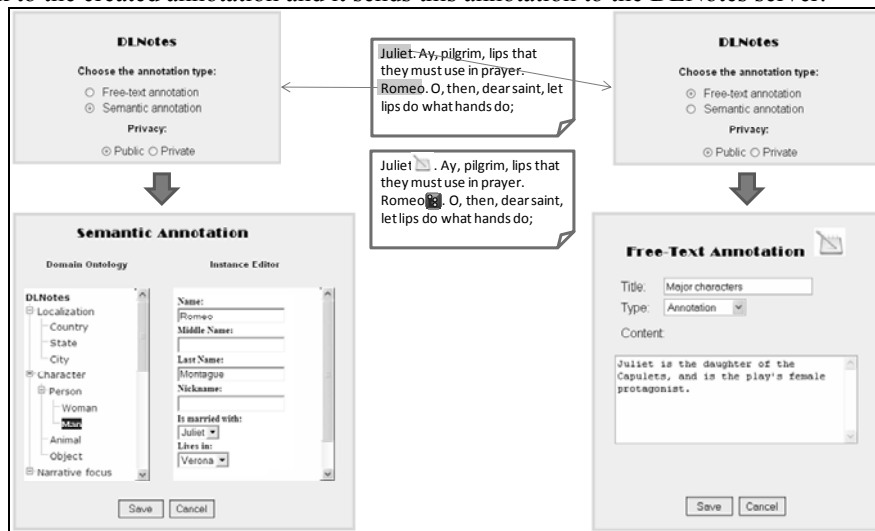 n to the created annotation and it sends this annotation to the DLNotes server.
DLNotes
Choose the annotation type:
Free-text annotation
Semantic annotation
Privacy:
Public Private
Juliet. Ay, pilgrim, lips that
they must use in prayer.
Romeo. O, then, dear saint, let
lips do what hands do;
DLNotes
Choose the annotation type:
Free-text annotation
Semantic annotation
Privacy:
Public Private
Juliet . Ay, pilgrim, lips that
they must use in prayer.
Romeo . O, then, dear saint,
let lips do what hands do;
Semantic Annotation
Domain Ontology
DLNotes
Localization
Country
State
City
Character
Person
Woman
Man
Animal
Object
Narrative focus
Instance Editor
Name:
Romeo
Middle Name:
Last Name:
Montague
Nickname:
Is married with:
Juliet
Lives in:
Verona
Save Cancel
Free-Text Annotation
Title: Major characters
Type: Annotation
Content:
Juliet is the daughter of the
Capulets, and is the play's female
protagonist.
Save Cancel